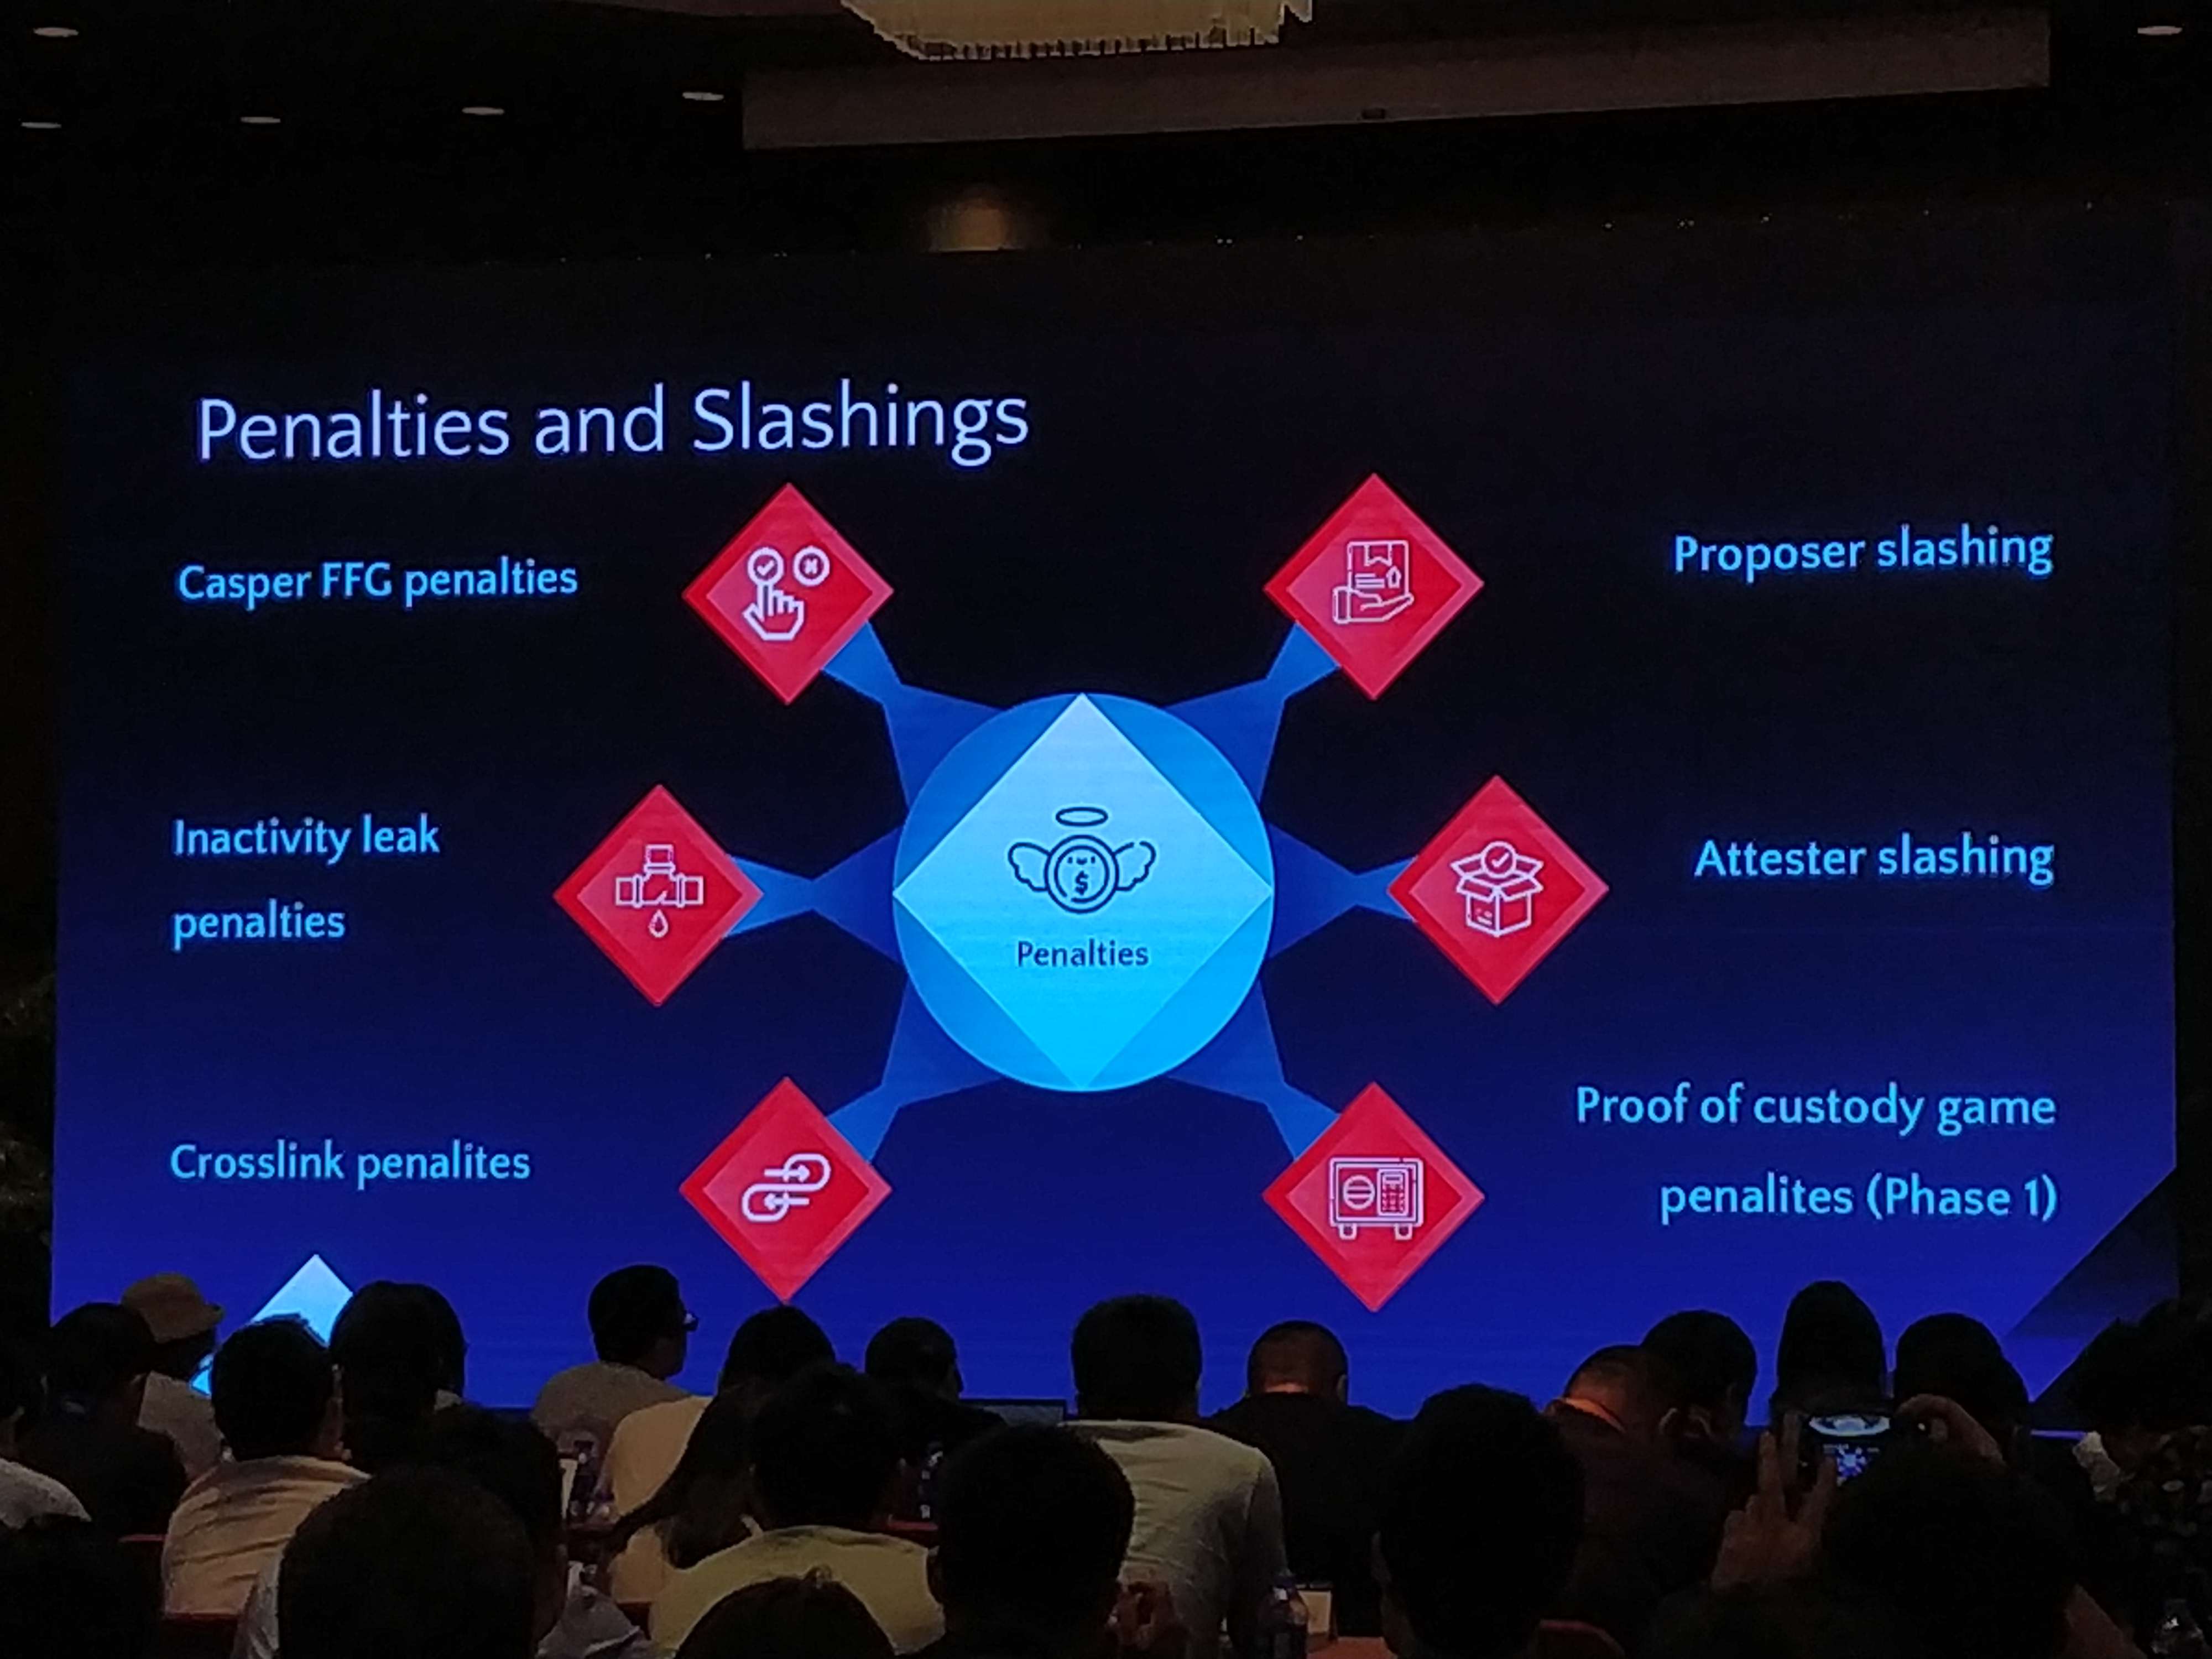 Penalties and Slashings
Casper FFG penalties
Proposer slashing
Inactivity leak
penalties
Attester slashing
$
Penalties
Crosslink penalites
Proof of custody game
penalites (Phase 1)